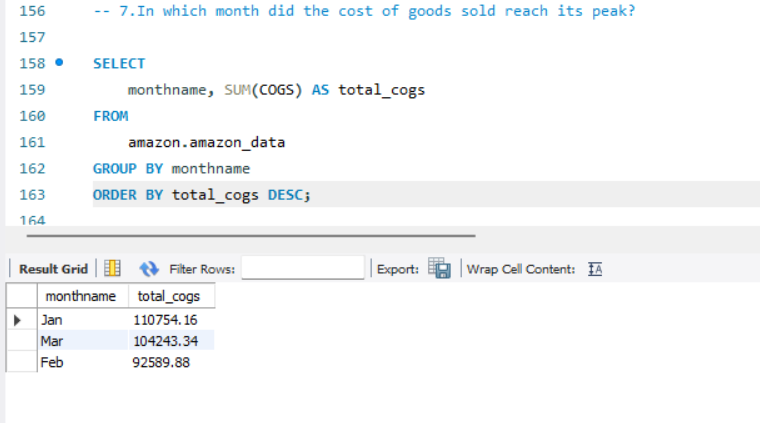 156 -- 7.In which month did the cost of goods sold reach its peak?
157
158 SELECT
159 monthname, SUM(COGS) AS total_cogs
160 FROM
161 amazon.amazon_data
162 GROUP BY monthname
163 ORDER BY total_cogs DESC;
164
Result Grid Filter Rows: Export: Wrap Cell Content: IA
monthname total_cogs
Jan 110754.16
Mar 104243.34
Feb 92589.88